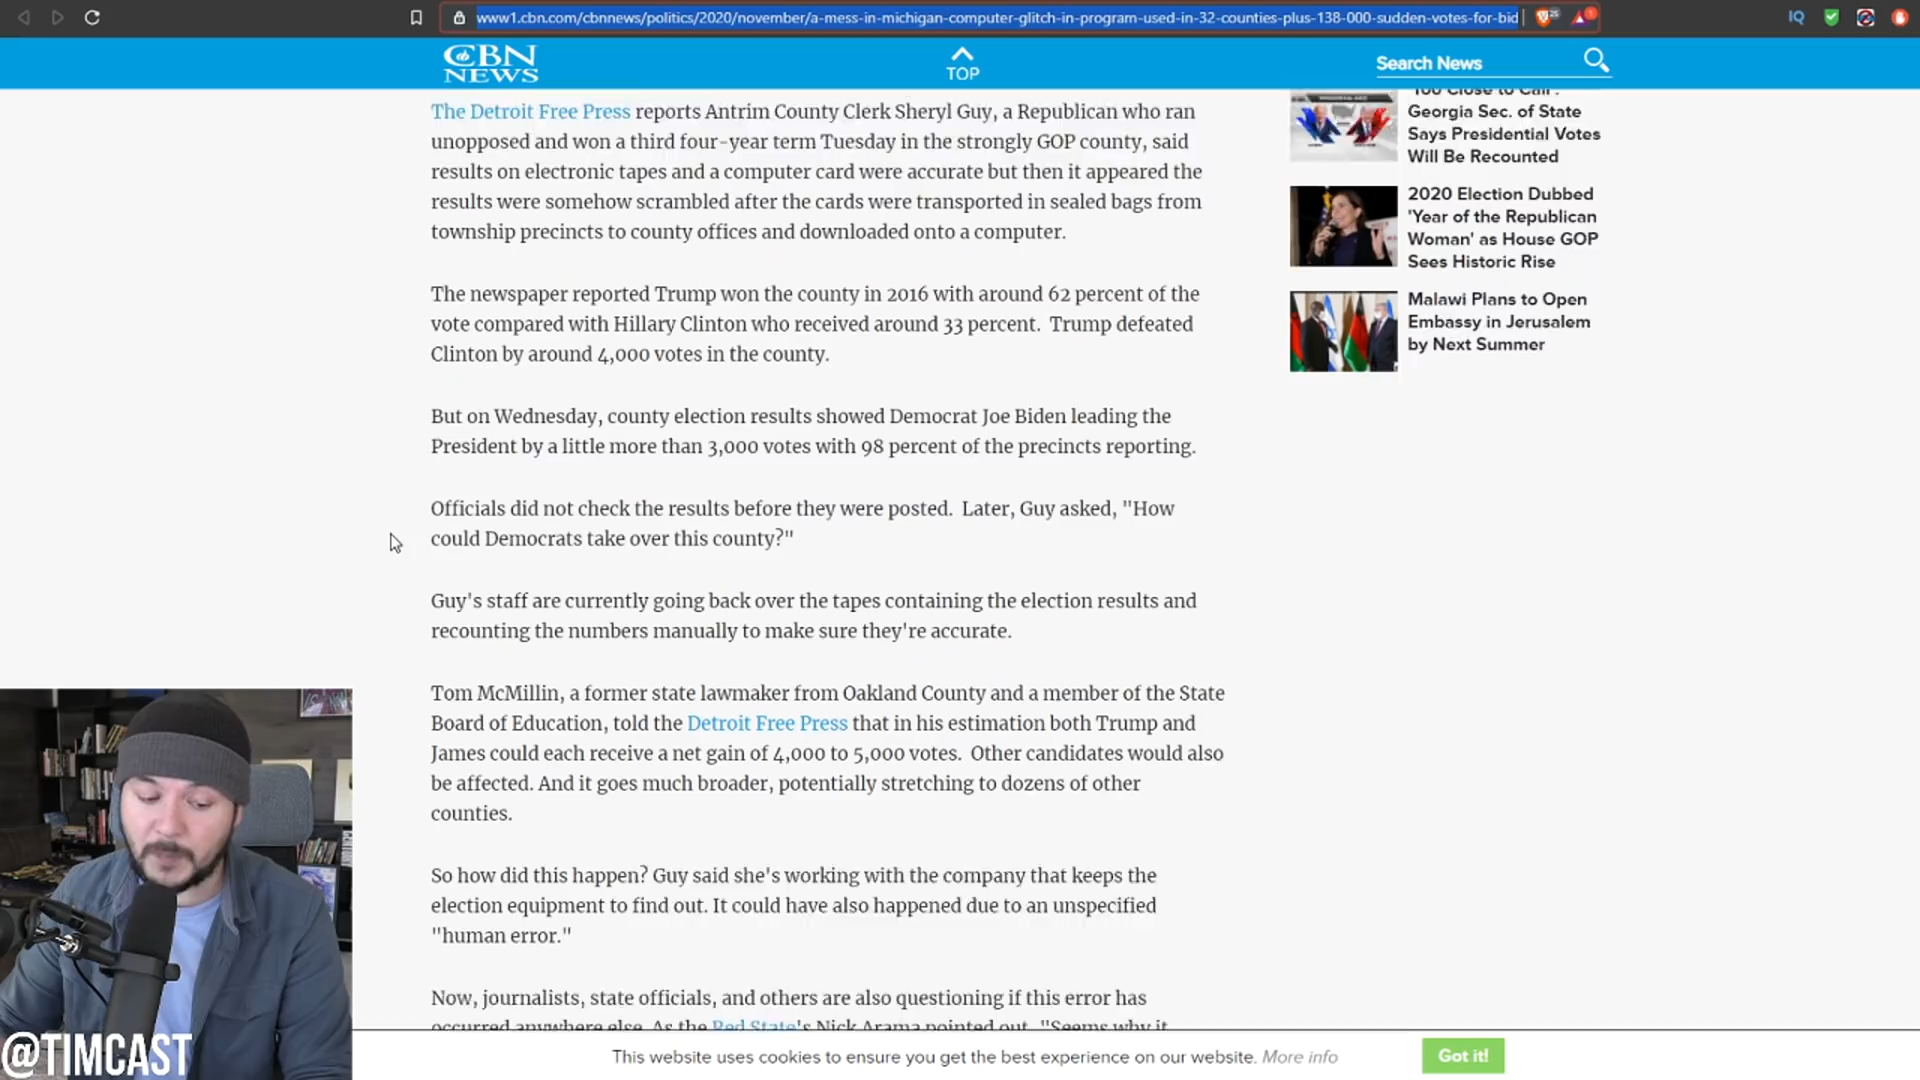 www1.cbn.com/cbnnews/politics/2020/november/a-mess-in-michigan-computer-glitch-in-program-used-in-32-counties-plus-138-000-sudden-votes-for-bid
CBN
NEWS
TOP
Search News
The Detroit Free Press reports Antrim County Clerk Sheryl Guy, a Republican who ran
unopposed and won a third four-year term Tuesday in the strongly GOP county, said
results on electronic tapes and a computer card were accurate but then it appeared the
results were somehow scrambled after the cards were transported in sealed bags from
township precincts to county offices and downloaded onto a computer.
The newspaper reported Trump won the county in 2016 with around 62 percent of the
vote compared with Hillary Clinton who received around 33 percent. Trump defeated
Clinton by around 4,000 votes in the county.
But on Wednesday, county election results showed Democrat Joe Biden leading the
President by a little more than 3,000 votes with 98 percent of the precincts reporting.
Officials did not check the results before they were posted. Later, Guy asked, "How
could Democrats take over this county?"
Guy's staff are currently going back over the tapes containing the election results and
recounting the numbers manually to make sure they're accurate.
Tom McMillin, a former state lawmaker from Oakland County and a member of the State
Board of Education, told the Detroit Free Press that in his estimation both Trump and
James could each receive a net gain of 4,000 to 5,000 votes. Other candidates would also
be affected. And it goes much broader, potentially stretching to dozens of other
counties.
So how did this happen? Guy said she's working with the company that keeps the
election equipment to find out. It could have also happened due to an unspecified
"human error."
Now, journalists, state officials, and others are also questioning if this error has
occurred anywhere else. As the Red State's Nick Arama pointed out, "Seems why it
'Too Close to Call':
Georgia Sec. of State
Says Presidential Votes
Will Be Recounted
2020 Election Dubbed
'Year of the Republican
Woman' as House GOP
Sees Historic Rise
Malawi Plans to Open
Embassy in Jerusalem
by Next Summer
@TIMCAST
This website uses cookies to ensure you get the best experience on our website. More info
Got it!